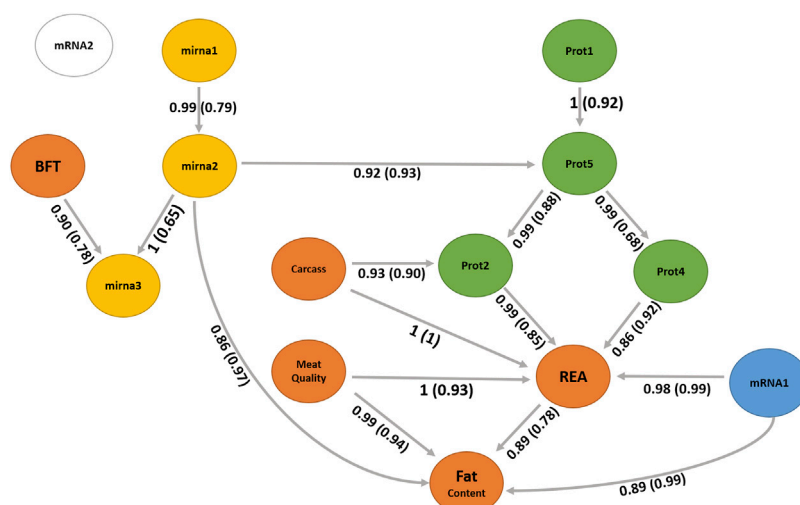 mRNA2
mirna1
Prot1
0.99 (0.79)
1 (0.92)
BFT
mirna2
Prot5
0.92 (0.93)
0.90 (0.78)
1 (0.65)
0.99 (0.88)
0.99 (0.68)
mirna3
Carcass
0.93 (0.90)
Prot2
Prot4
0.86 (0.97)
1 (1)
0.99 (0.85)
0.86 (0.92)
Meat
Quality
1 (0.93)
REA
0.98 (0.99)
mRNA1
0.99 (0.94)
0.89 (0.78)
Fat
Content
0.89 (0.99)